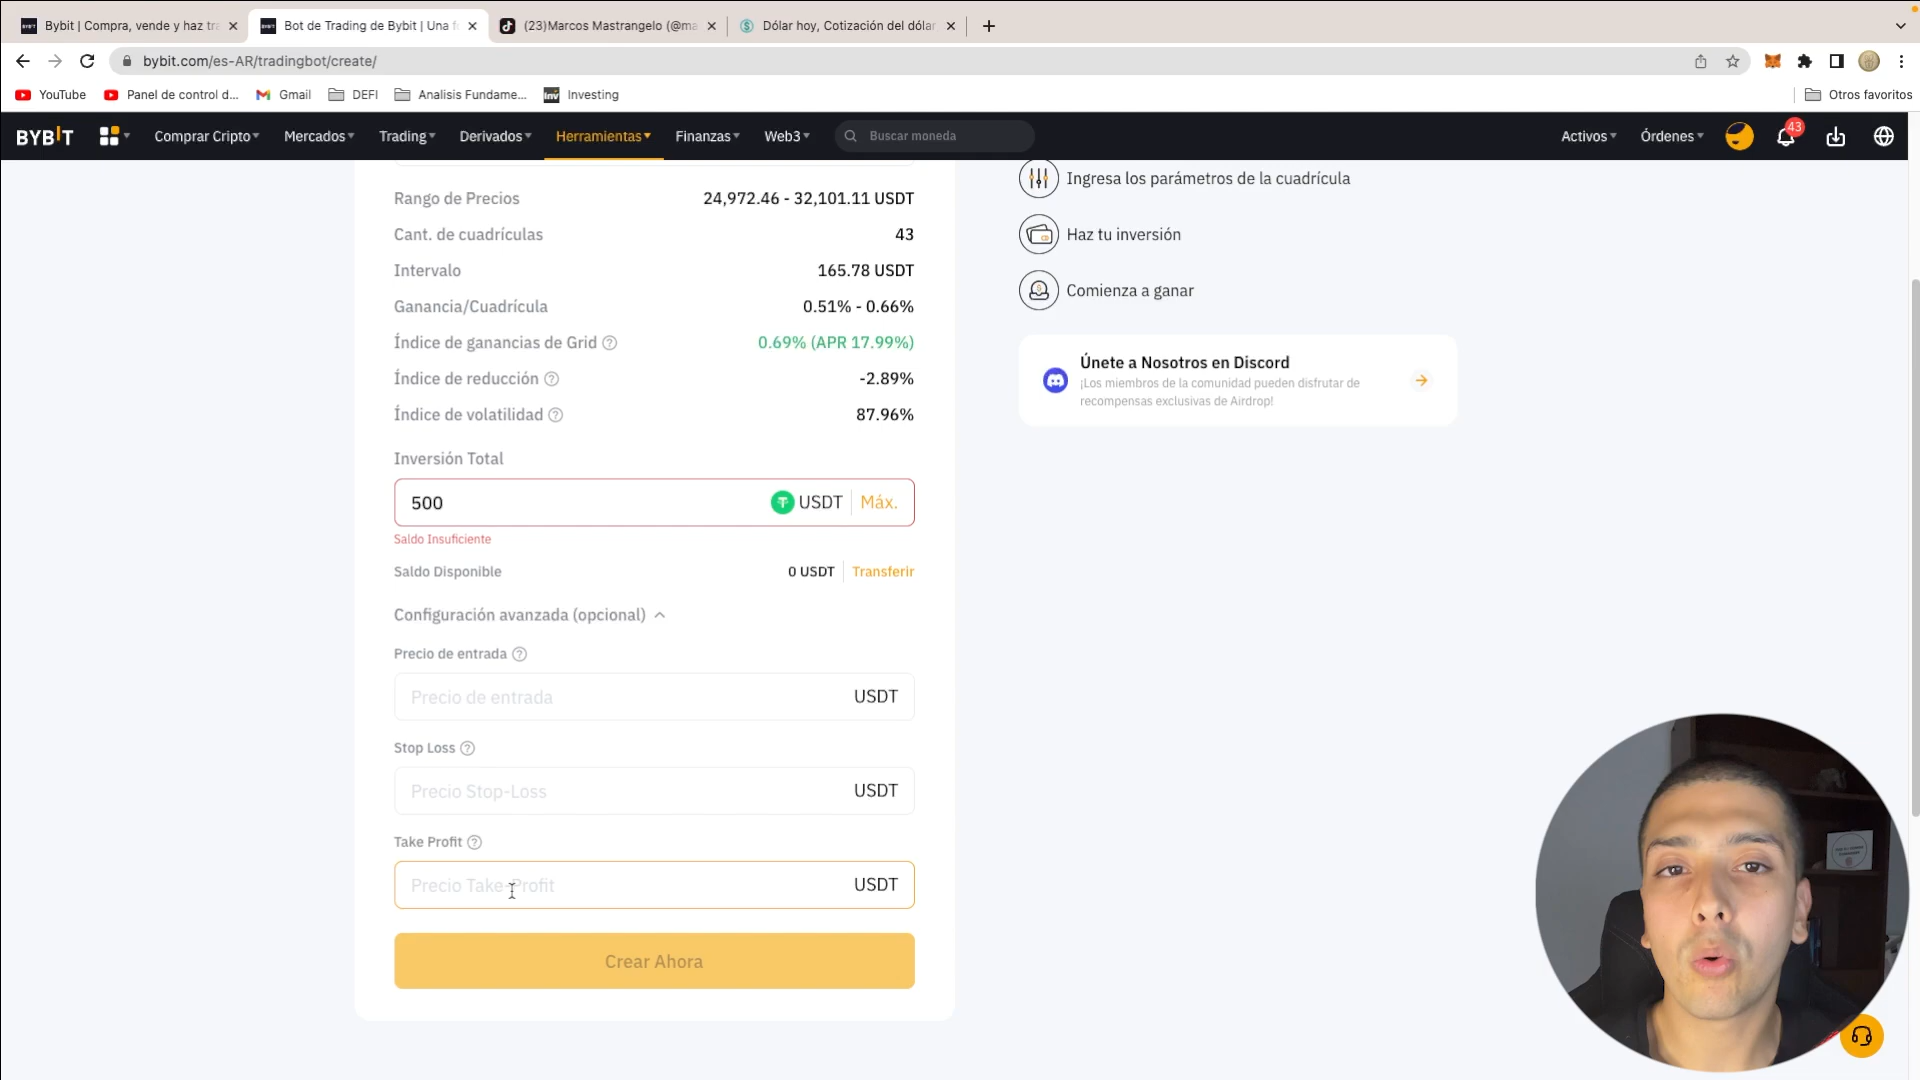 Bybit | Compra, vende y haz tra
Bot de Trading de Bybit | Una fo
(23)Marcos Mastrangelo (@ma
Dólar hoy, Cotización del dólar
bybit.com/es-AR/tradingbot/create/
YouTube
Panel de control d...
Gmail
DEFI
Analisis Fundame...
Inv
Investing
Otros favoritos
BYBIT
Comprar Cripto
Mercados
Trading
Derivados
Herramientas
Finanzas
Web3
Buscar moneda
Activos
Órdenes
43
Rango de Precios 24,972.46 - 32,101.11 USDT
Cant. de cuadrículas 43
Intervalo 165.78 USDT
Ganancia/Cuadrícula 0.51% - 0.66%
Índice de ganancias de Grid 0.69% (APR 17.99%)
Índice de reducción -2.89%
Índice de volatilidad 87.96%
Inversión Total
500 USDT Máx.
Saldo Insuficiente
Saldo Disponible 0 USDT Transferir
Configuración avanzada (opcional)
Precio de entrada
Precio de entrada USDT
Stop Loss
Precio Stop-Loss USDT
Take Profit
Precio Take-Profit USDT
Crear Ahora
Ingresa los parámetros de la cuadrícula
Haz tu inversión
Comienza a ganar
Únete a Nosotros en Discord
¡Los miembros de la comunidad pueden disfrutar de
recompensas exclusivas de Airdrop!